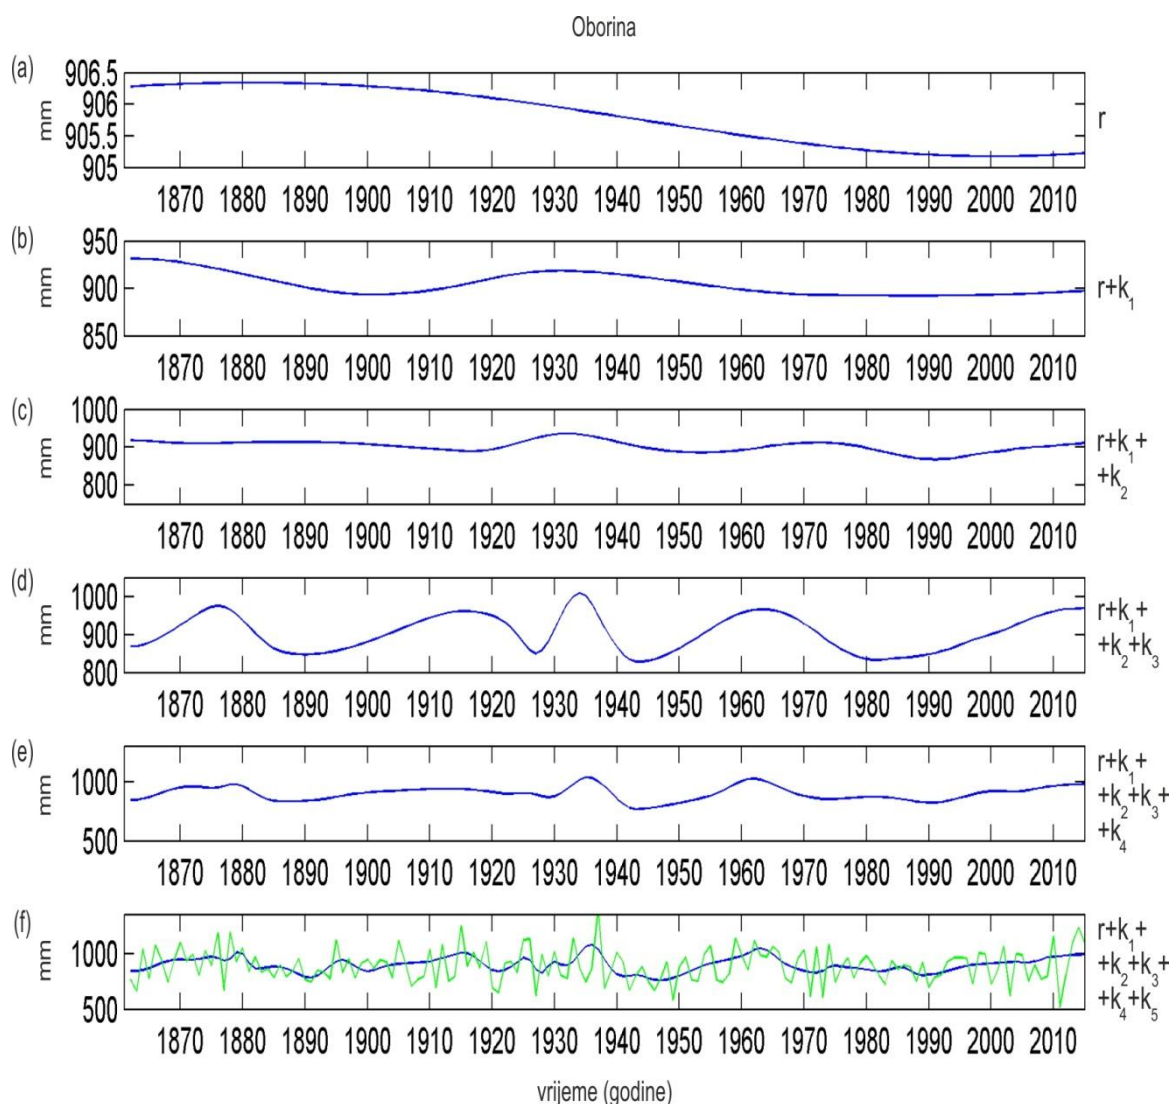 Oborina
(a)
906.5
906
905.5
905
mm
r
1870 1880 1890 1900 1910 1920 1930 1940 1950 1960 1970 1980 1990 2000 2010
(b)
950
900
850
mm
r+k₁
1870 1880 1890 1900 1910 1920 1930 1940 1950 1960 1970 1980 1990 2000 2010
(c)
1000
900
800
mm
r+k₁+
+k₂
1870 1880 1890 1900 1910 1920 1930 1940 1950 1960 1970 1980 1990 2000 2010
(d)
1000
900
800
mm
r+k₁+
+k₂+k₃
1870 1880 1890 1900 1910 1920 1930 1940 1950 1960 1970 1980 1990 2000 2010
(e)
1000
500
mm
r+k₁+
+k₂+k₃+
+k₄
1870 1880 1890 1900 1910 1920 1930 1940 1950 1960 1970 1980 1990 2000 2010
(f)
1000
500
mm
r+k₁+
+k₂+k₃+
+k₄+k₅
1870 1880 1890 1900 1910 1920 1930 1940 1950 1960 1970 1980 1990 2000 2010
vrijeme (godine)